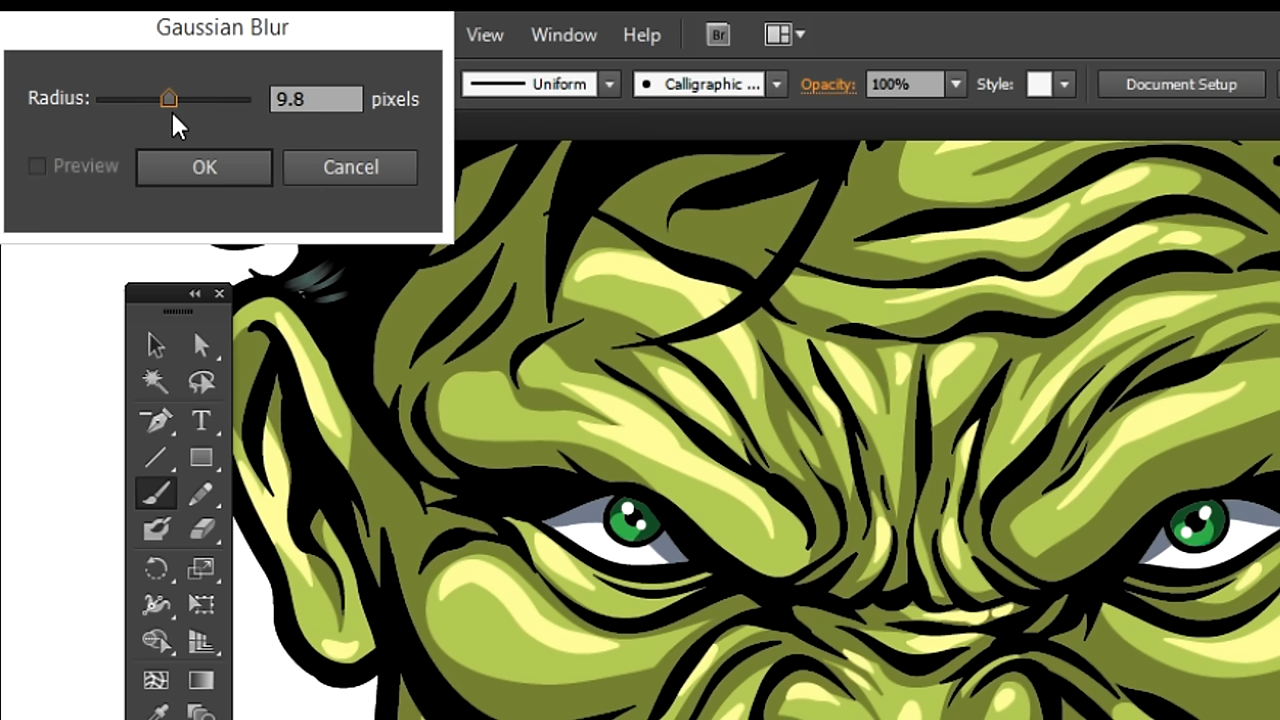 Gaussian Blur
Radius: 9.8 pixels
Preview OK Cancel
View Window Help Br
Uniform Calligraphic ... Opacity: 100% Style: Document Setup
T